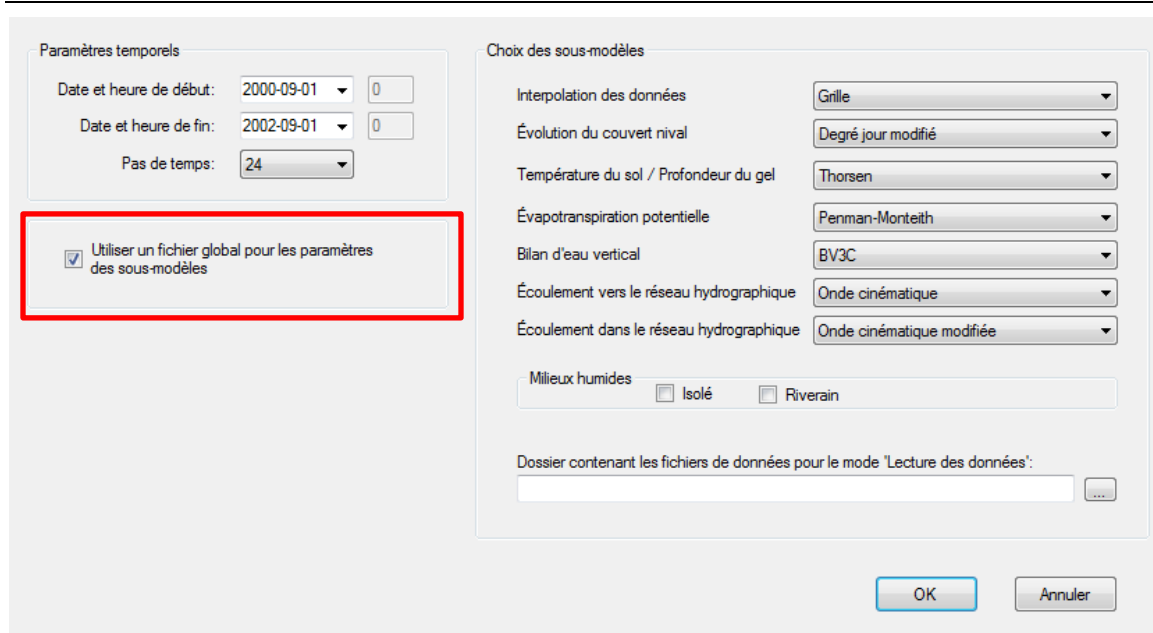 Paramètres temporels
Date et heure de début: 2000-09-01 0
Date et heure de fin: 2002-09-01 0
Pas de temps: 24
Utiliser un fichier global pour les paramètres
des sous-modèles
Choix des sous-modèles
Interpolation des données Grille
Évolution du couvert nival Degré jour modifié
Température du sol / Profondeur du gel Thorsen
Évapotranspiration potentielle Penman-Monteith
Bilan d'eau vertical BV3C
Écoulement vers le réseau hydrographique Onde cinématique
Écoulement dans le réseau hydrographique Onde cinématique modifiée
Milieux humides
Isolé Riverain
Dossier contenant les fichiers de données pour le mode 'Lecture des données':
...
OK Annuler